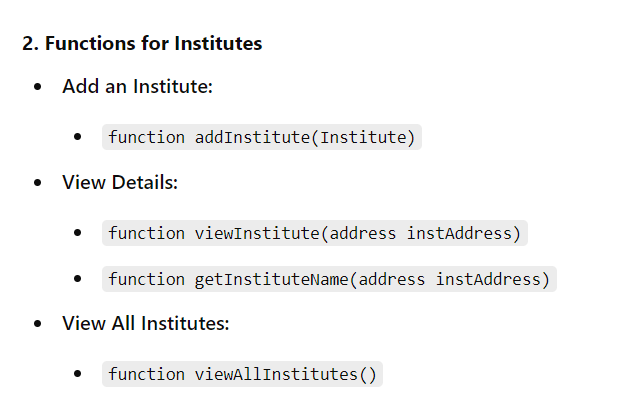 2. Functions for Institutes
• Add an Institute:
• function addInstitute(Institute)
• View Details:
• function viewInstitute(address instAddress)
• function getInstituteName(address instAddress)
• View All Institutes:
• function viewAllInstitutes()